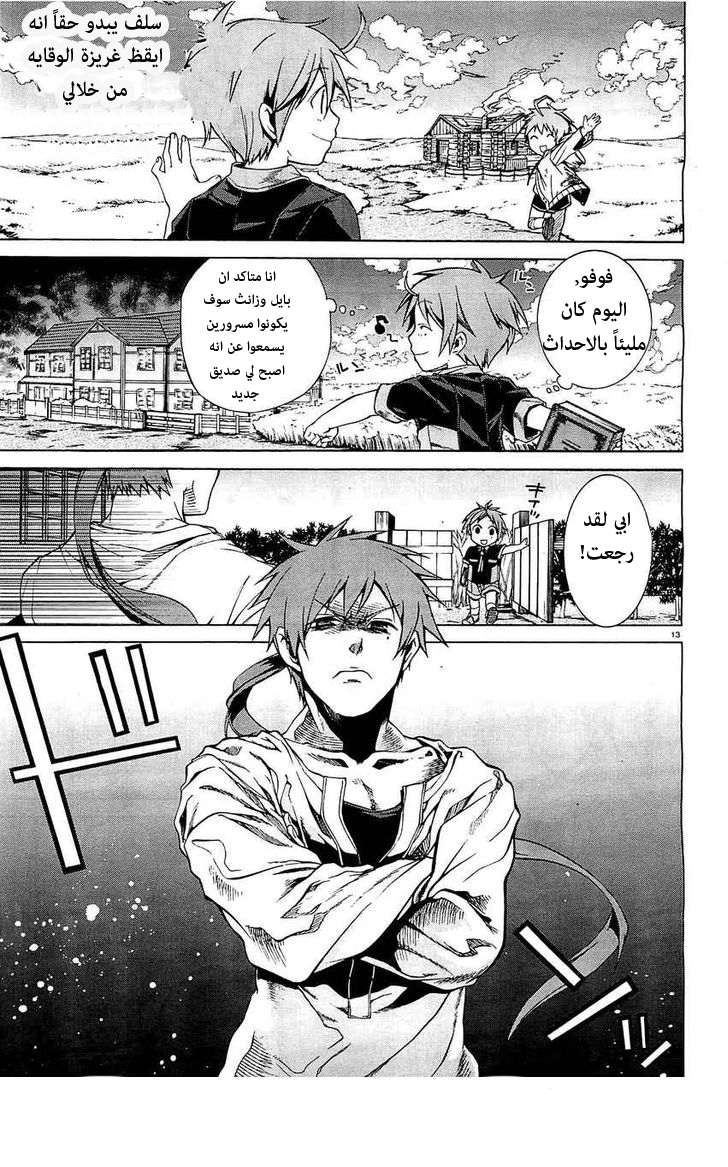 سلف يبدو حقاً انه
ايقظ غريزة الوقايه
من خلالي
فوفو,
اليوم كان
مليئاً بالاحداث
انا متاكد ان
بايل وزانث سوف
يكونوا مسرورين
يسمعوا عن انه
اصبح لي صديق
جديد
ابي لقد
رجعت!
13